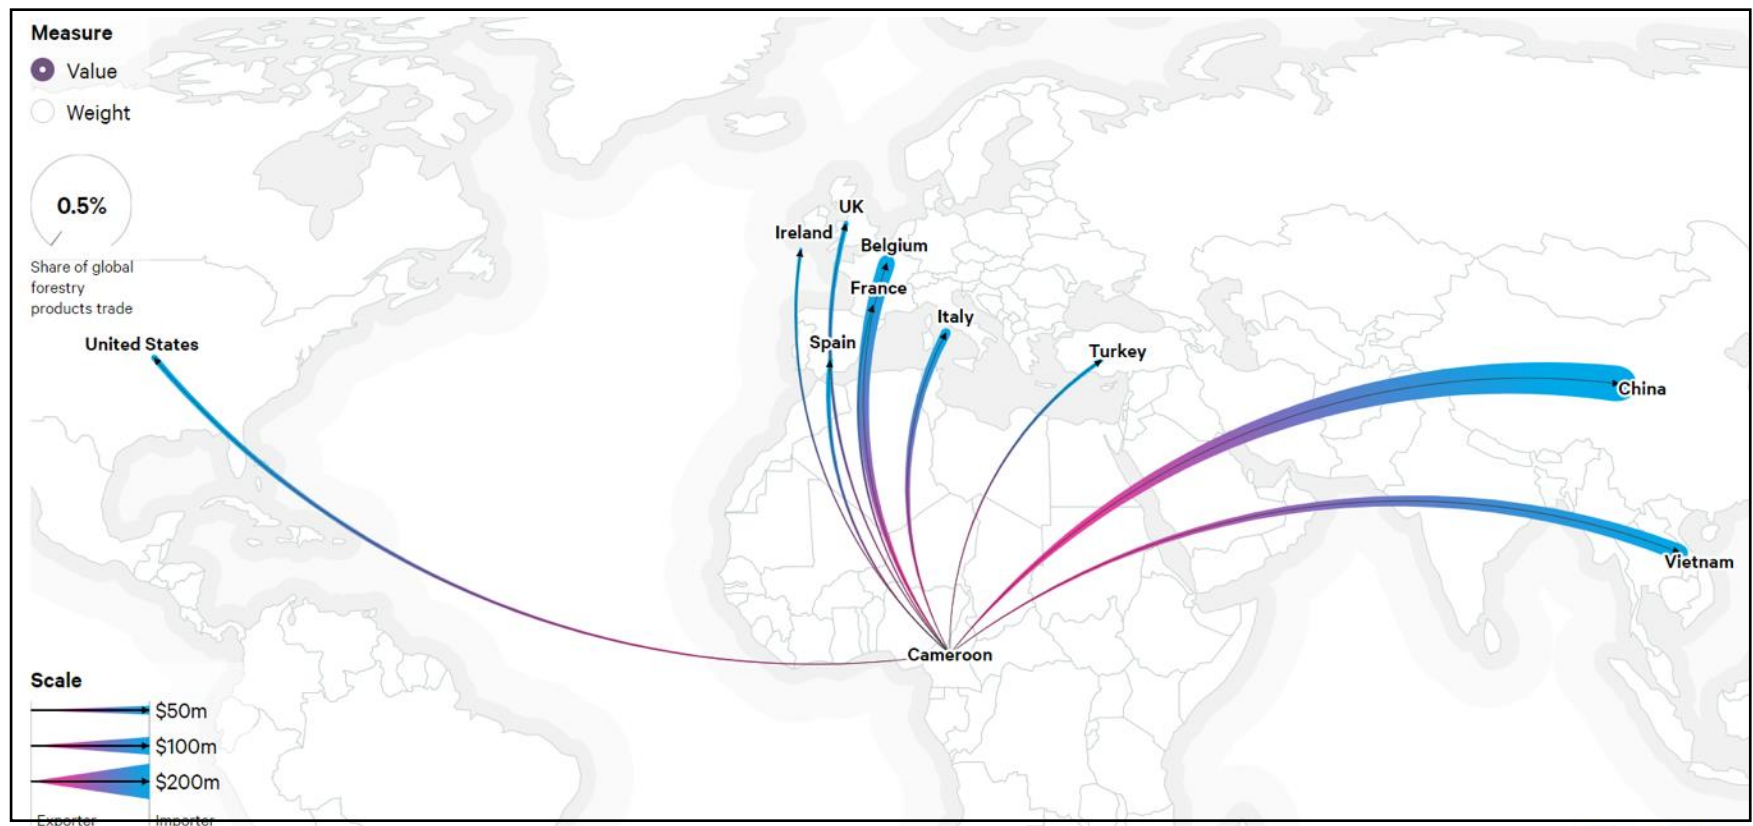 Measure
Value
Weight
0.5%
Share of global
forestry
products trade
United States
Ireland
UK
Belgium
France
Spain
Italy
Turkey
China
Vietnam
Cameroon
Scale
$50m
$100m
$200m
Exporter
Importer